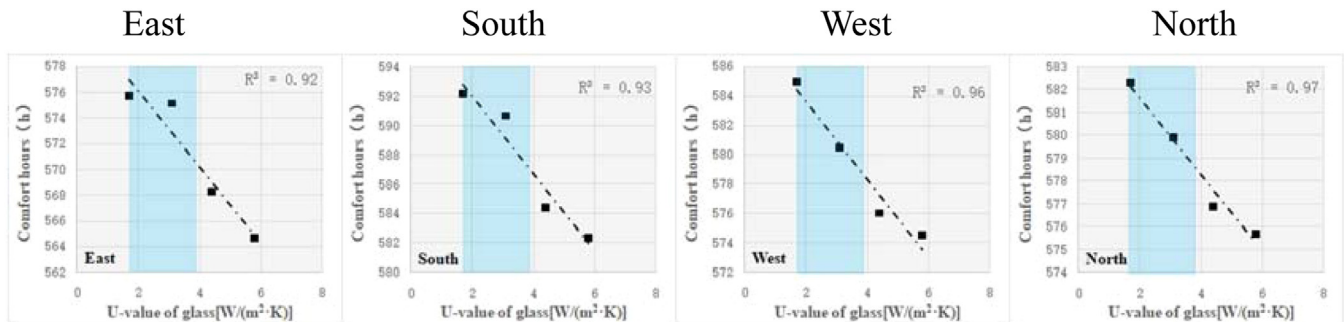 East South West North
578
576
574
572
570
568
566
564
562
Comfort hours (h)
R² = 0.92
East
0 2 4 6 8
U-value of glass[W/(m²·K)]
594
592
590
588
586
584
582
580
Comfort hours (h)
R² = 0.93
South
0 2 4 6 8
U-value of glass[W/(m²·K)]
586
584
582
580
578
576
574
572
Comfort hours (h)
R² = 0.96
West
0 2 4 6 8
U-value of glass[W/(m²·K)]
583
582
581
580
579
578
577
576
575
574
Comfort hours (h)
R² = 0.97
North
0 2 4 6 8
U-value of glass[W/(m²·K)]